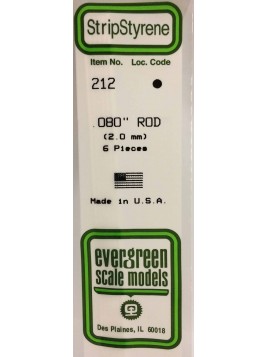 StripStyrene
Item No. Loc. Code
212
.080" ROD
(2.0 mm)
6 Pieces
Made in U.S.A.
evergreen
scale models
Des Plaines, IL 60018